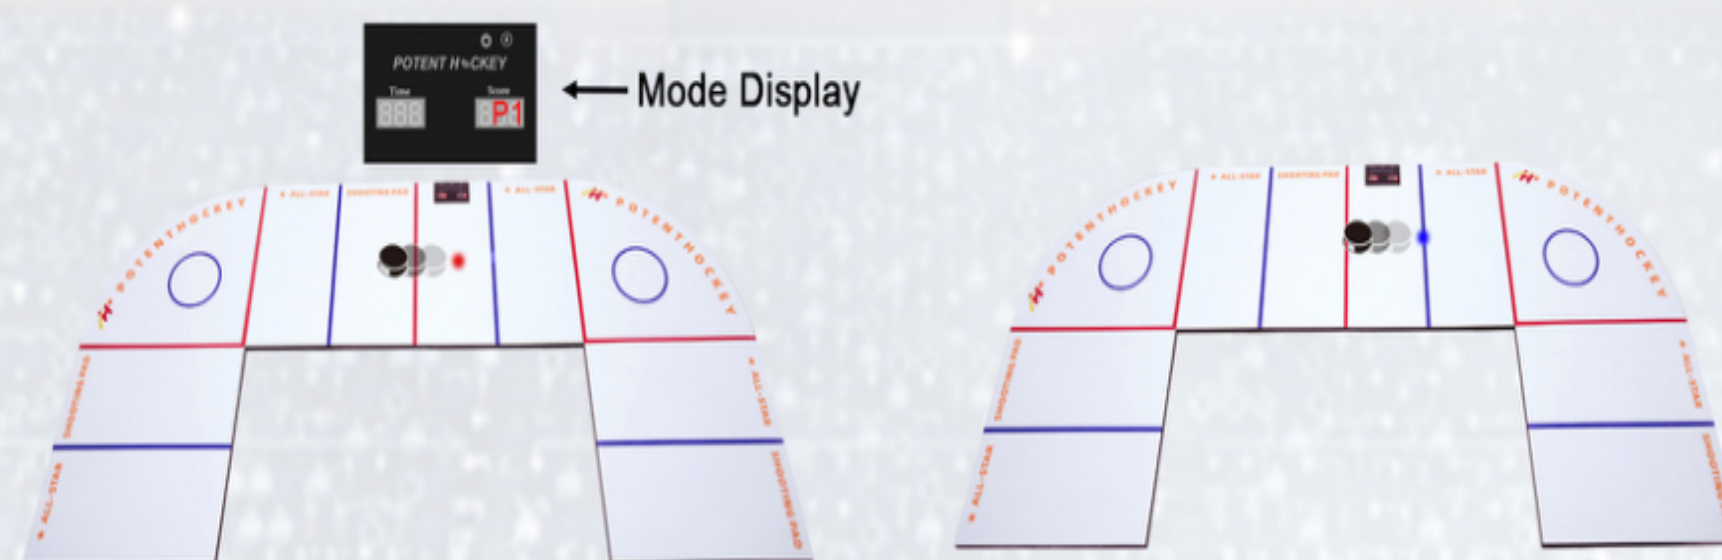 POTENT HOCKEY
Time
Score
P1
Mode Display
POTENTHOCKEY
ALL-STAR
SHOOTING PAD
ALL-STAR
POTENTHOCKEY
SHOOTING PAD
ALL-STAR
ALL-STAR
SHOOTING PAD
POTENTHOCKEY
ALL-STAR
SHOOTING PAD
ALL-STAR
POTENTHOCKEY
SHOOTING PAD
ALL-STAR
ALL-STAR
SHOOTING